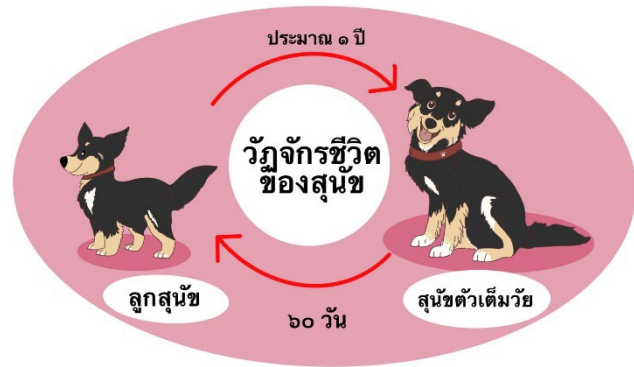 ประมาณ ๑ ปี
วัฏจักรชีวิต
ของสุนัข
ลูกสุนัข
สุนัขตัวเต็มวัย
๖๐ วัน